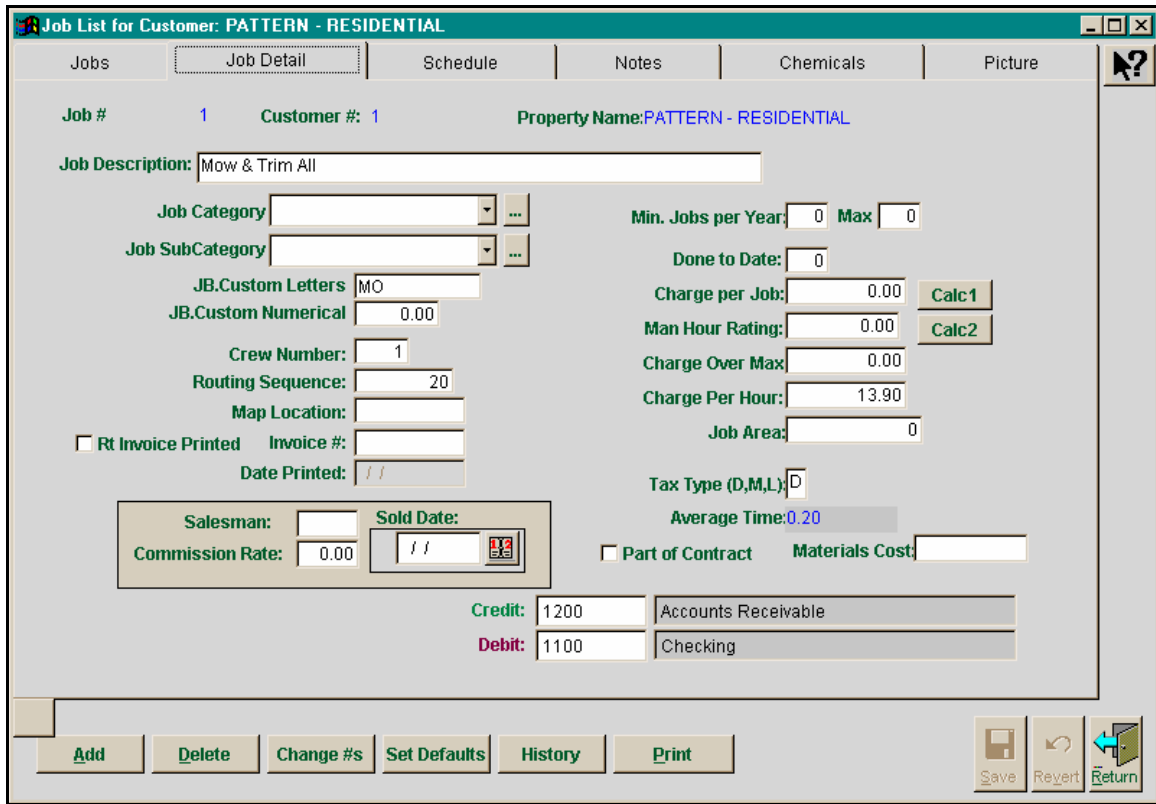 Job List for Customer: PATTERN - RESIDENTIAL
Jobs Job Detail Schedule Notes Chemicals Picture
Job # 1 Customer #: 1 Property Name:PATTERN - RESIDENTIAL
Job Description: Mow & Trim All
Job Category ... Min. Jobs per Year: 0 Max 0
Job SubCategory ... Done to Date: 0
JB.Custom Letters MO Charge per Job: 0.00 Calc1
JB.Custom Numerical 0.00 Man Hour Rating: 0.00 Calc2
Crew Number: 1 Charge Over Max 0.00
Routing Sequence: 20 Charge Per Hour: 13.90
Map Location: Job Area: 0
Rt Invoice Printed Invoice #:
Date Printed: / / Tax Type (D,M,L): D
Salesman: Sold Date: Average Time:0.20
Commission Rate: 0.00 / / Part of Contract Materials Cost:
Credit: 1200 Accounts Receivable
Debit: 1100 Checking
Add Delete Change #s Set Defaults History Print Save Revert Return